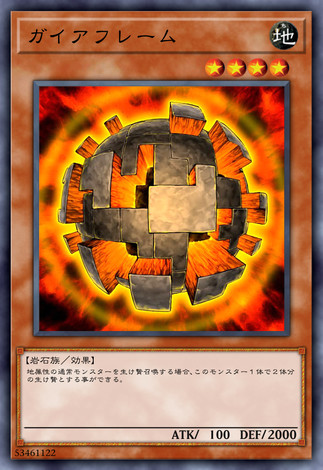 ガイアフレーム
地
【岩石族／効果】
地属性の通常モンスターを生け贄召喚する場合、このモンスター１体で２体分
の生け贄とする事ができる。
ATK/ 100 DEF/2000
53461122